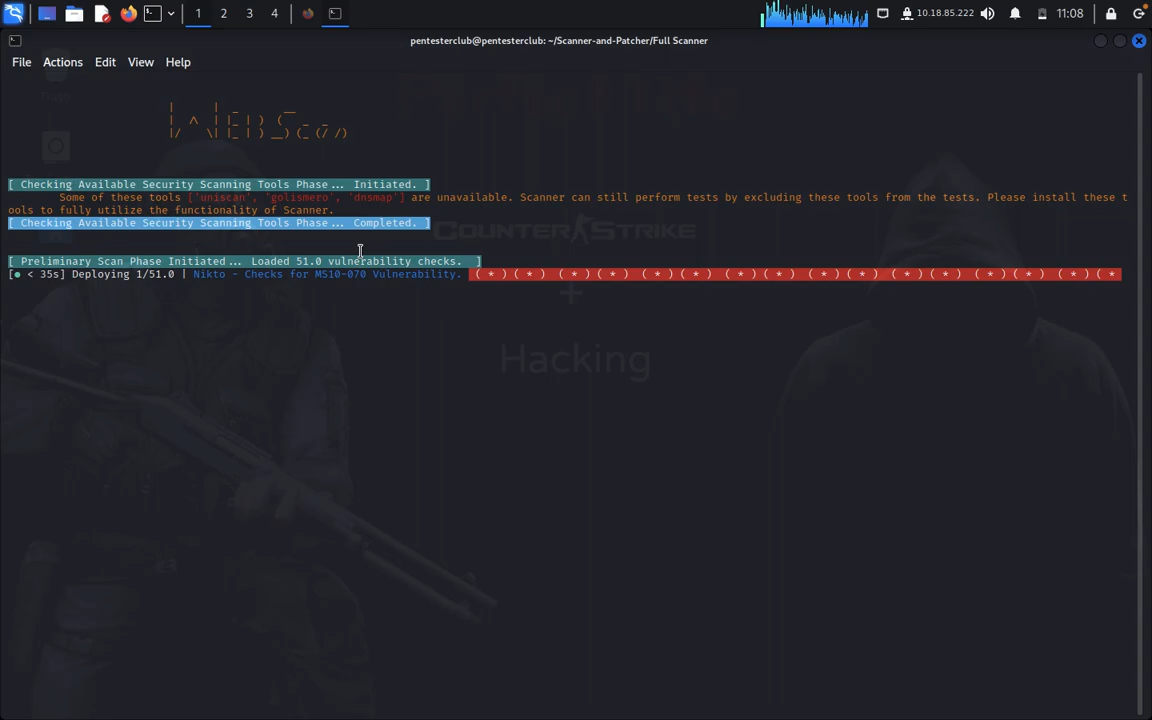 1 2 3 4 10.18.85.222 11:08
pentesterclub@pentesterclub: ~/Scanner-and-Patcher/Full Scanner
File Actions Edit View Help
Trash
[ Checking Available Security Scanning Tools Phase... Initiated. ]
Some of these tools ['uniscan', 'golismero', 'dnsmap'] are unavailable. Scanner can still perform tests by excluding these tools from the tests. Please install these t
ools to fully utilize the functionality of Scanner.
[ Checking Available Security Scanning Tools Phase... Completed. ]
COUNTER STRIKE
[ Preliminary Scan Phase Initiated... Loaded 51.0 vulnerability checks. ]
[● < 35s] Deploying 1/51.0 | Nikto - Checks for MS10-070 Vulnerability. (*)(*) (*)(*) (*)(*) (*)(*) (*)(*) (*)(*) (*)(*) (*)(*
+
Hacking